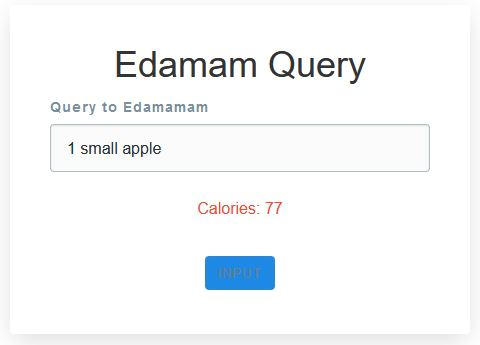 Edamam Query
Query to Edamamam
1 small apple
Calories: 77
INPUT